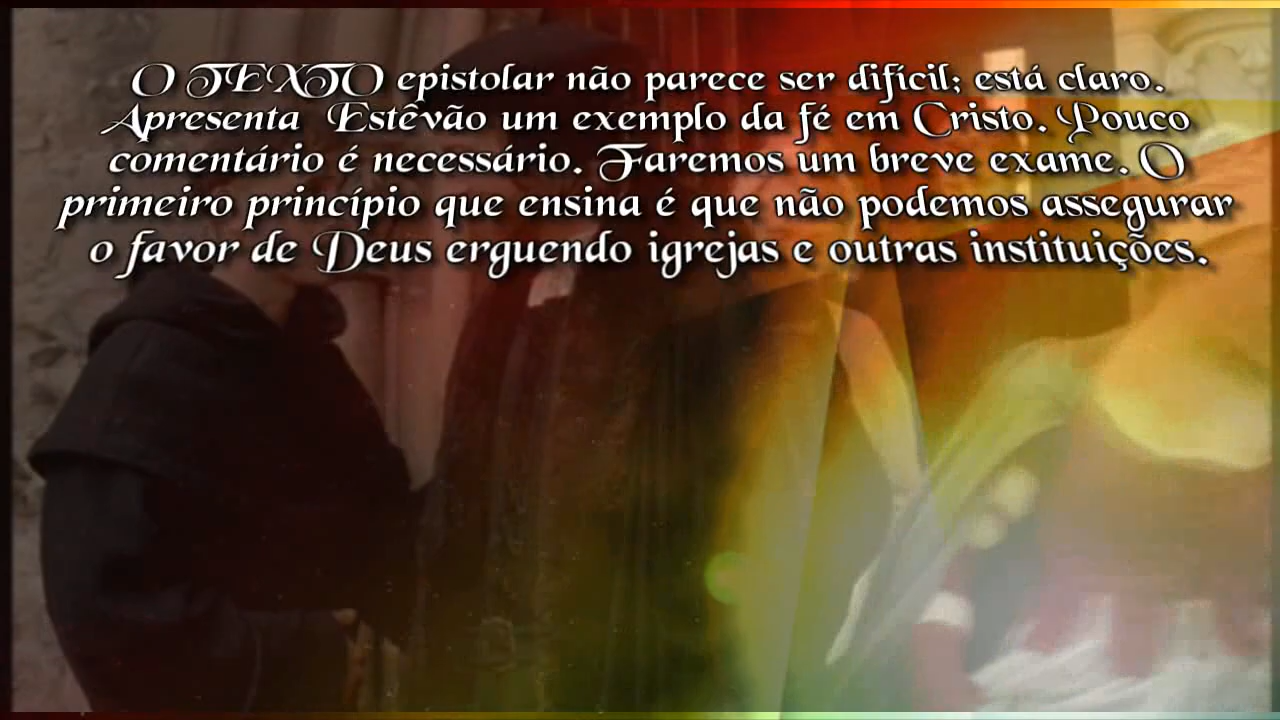 O TEXTO epistolar não parece ser difícil; está claro.
Apresenta Estêvão um exemplo da fé em Cristo. Pouco
comentário é necessário. Faremos um breve exame. O
primeiro princípio que ensina é que não podemos assegurar
o favor de Deus erguendo igrejas e outras instituições.